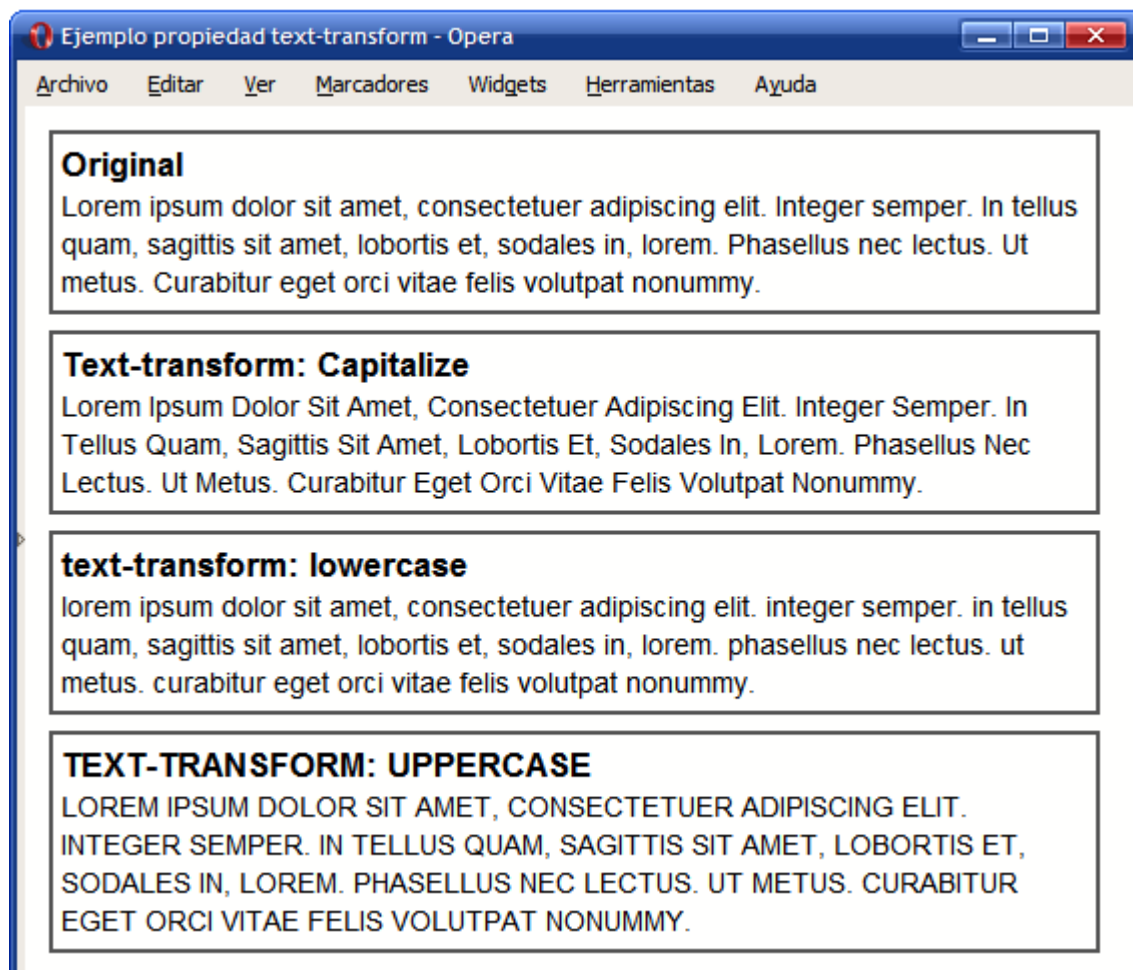 Ejemplo propiedad text-transform - Opera
Archivo Editar Ver Marcadores Widgets Herramientas Ayuda
Original
Lorem ipsum dolor sit amet, consectetuer adipiscing elit. Integer semper. In tellus
quam, sagittis sit amet, lobortis et, sodales in, lorem. Phasellus nec lectus. Ut
metus. Curabitur eget orci vitae felis volutpat nonummy.
Text-transform: Capitalize
Lorem Ipsum Dolor Sit Amet, Consectetuer Adipiscing Elit. Integer Semper. In
Tellus Quam, Sagittis Sit Amet, Lobortis Et, Sodales In, Lorem. Phasellus Nec
Lectus. Ut Metus. Curabitur Eget Orci Vitae Felis Volutpat Nonummy.
text-transform: lowercase
lorem ipsum dolor sit amet, consectetuer adipiscing elit. integer semper. in tellus
quam, sagittis sit amet, lobortis et, sodales in, lorem. phasellus nec lectus. ut
metus. curabitur eget orci vitae felis volutpat nonummy.
TEXT-TRANSFORM: UPPERCASE
LOREM IPSUM DOLOR SIT AMET, CONSECTETUER ADIPISCING ELIT.
INTEGER SEMPER. IN TELLUS QUAM, SAGITTIS SIT AMET, LOBORTIS ET,
SODALES IN, LOREM. PHASELLUS NEC LECTUS. UT METUS. CURABITUR
EGET ORCI VITAE FELIS VOLUTPAT NONUMMY.